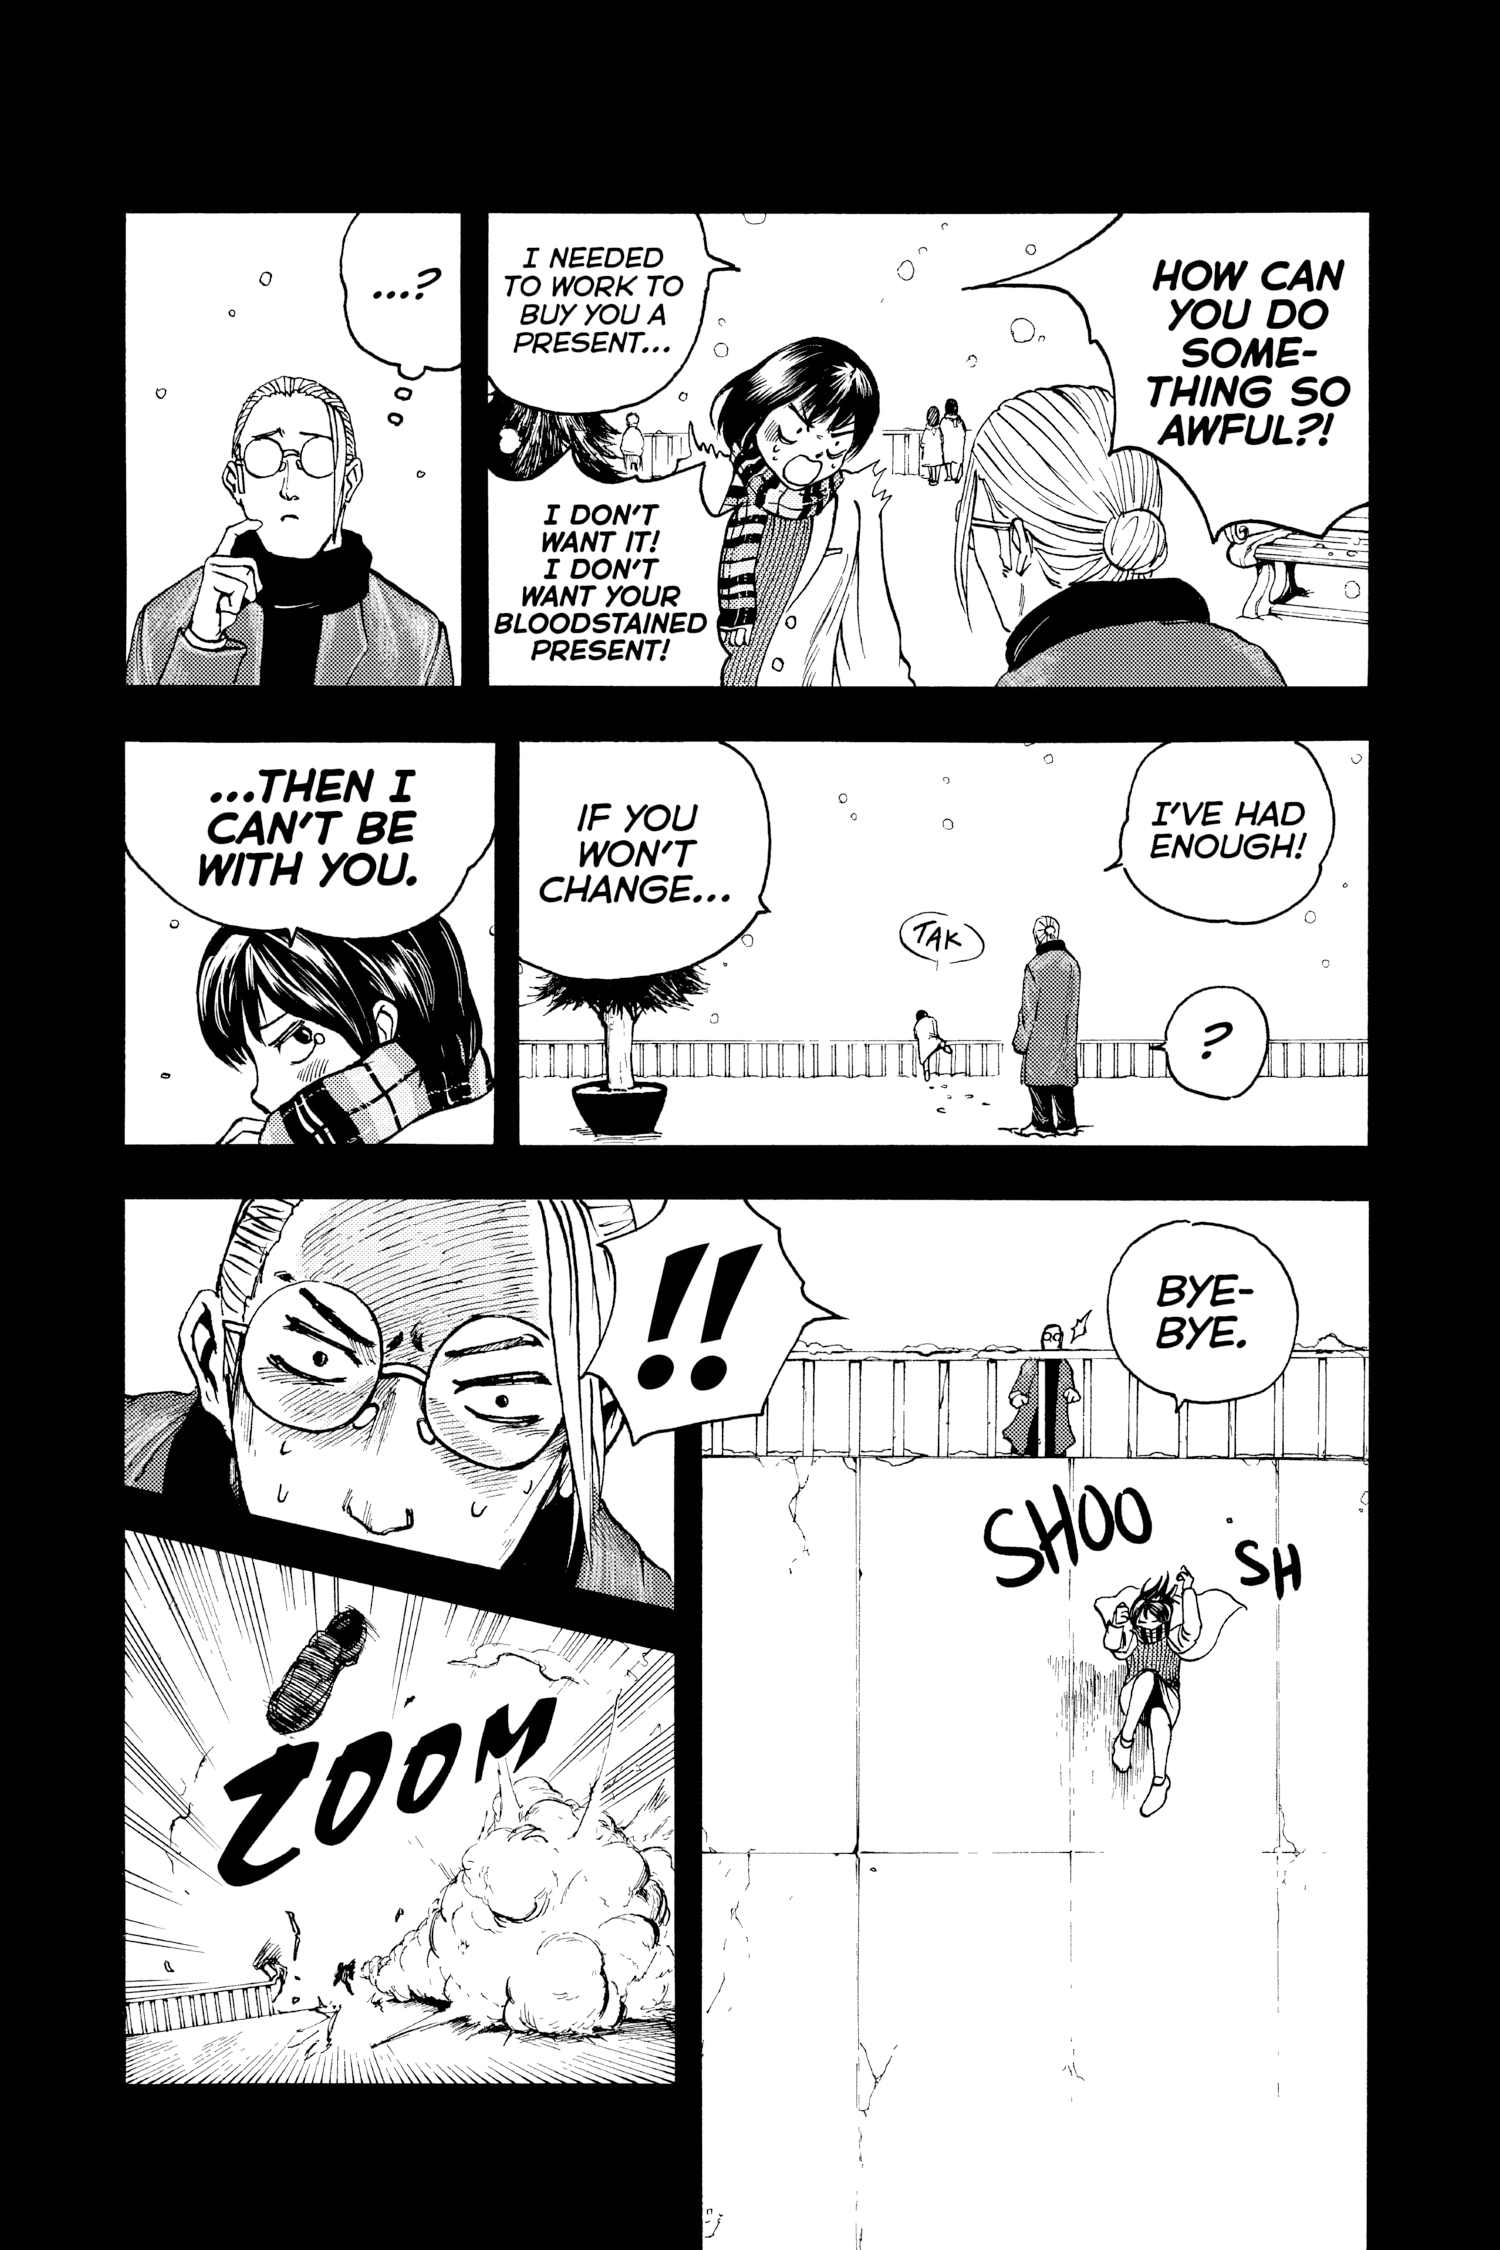 HOW CAN
YOU DO
SOME-
THING SO
AWFUL?!
I NEEDED
TO WORK TO
BUY YOU A
PRESENT...
I DON'T
WANT IT!
I DON'T
WANT YOUR
BLOODSTAINED
PRESENT!
...?
I'VE HAD
ENOUGH!
?
TAK
IF YOU
WON'T
CHANGE...
...THEN I
CAN'T BE
WITH YOU.
BYE-
BYE.
SHOO
SH
!!
ZOOM